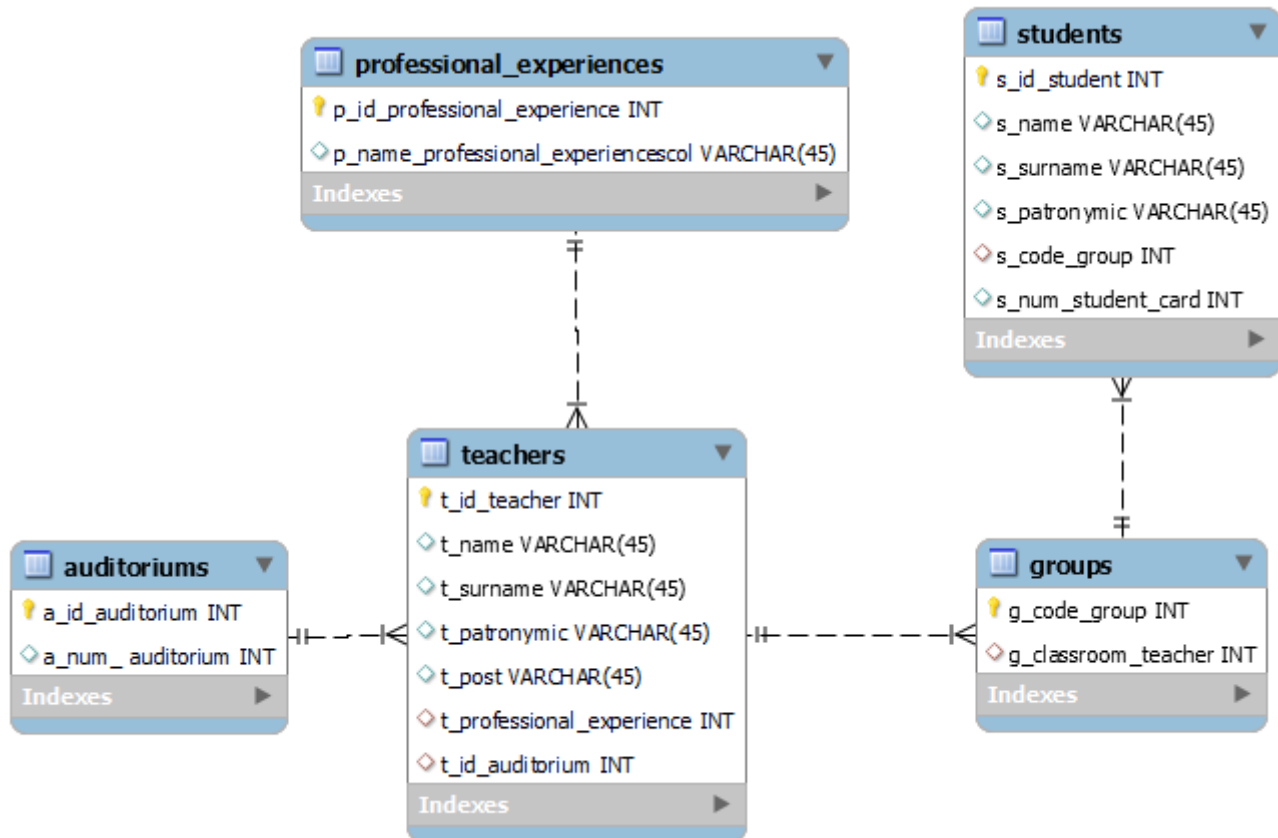 professional_experiences
p_id_professional_experience INT
p_name_professional_experiencescol VARCHAR(45)
Indexes
students
s_id_student INT
s_name VARCHAR(45)
s_surname VARCHAR(45)
s_patronymic VARCHAR(45)
s_code_group INT
s_num_student_card INT
Indexes
auditoriums
a_id_auditorium INT
a_num_ auditorium INT
Indexes
teachers
t_id_teacher INT
t_name VARCHAR(45)
t_surname VARCHAR(45)
t_patronymic VARCHAR(45)
t_post VARCHAR(45)
t_professional_experience INT
t_id_auditorium INT
Indexes
groups
g_code_group INT
g_classroom_teacher INT
Indexes